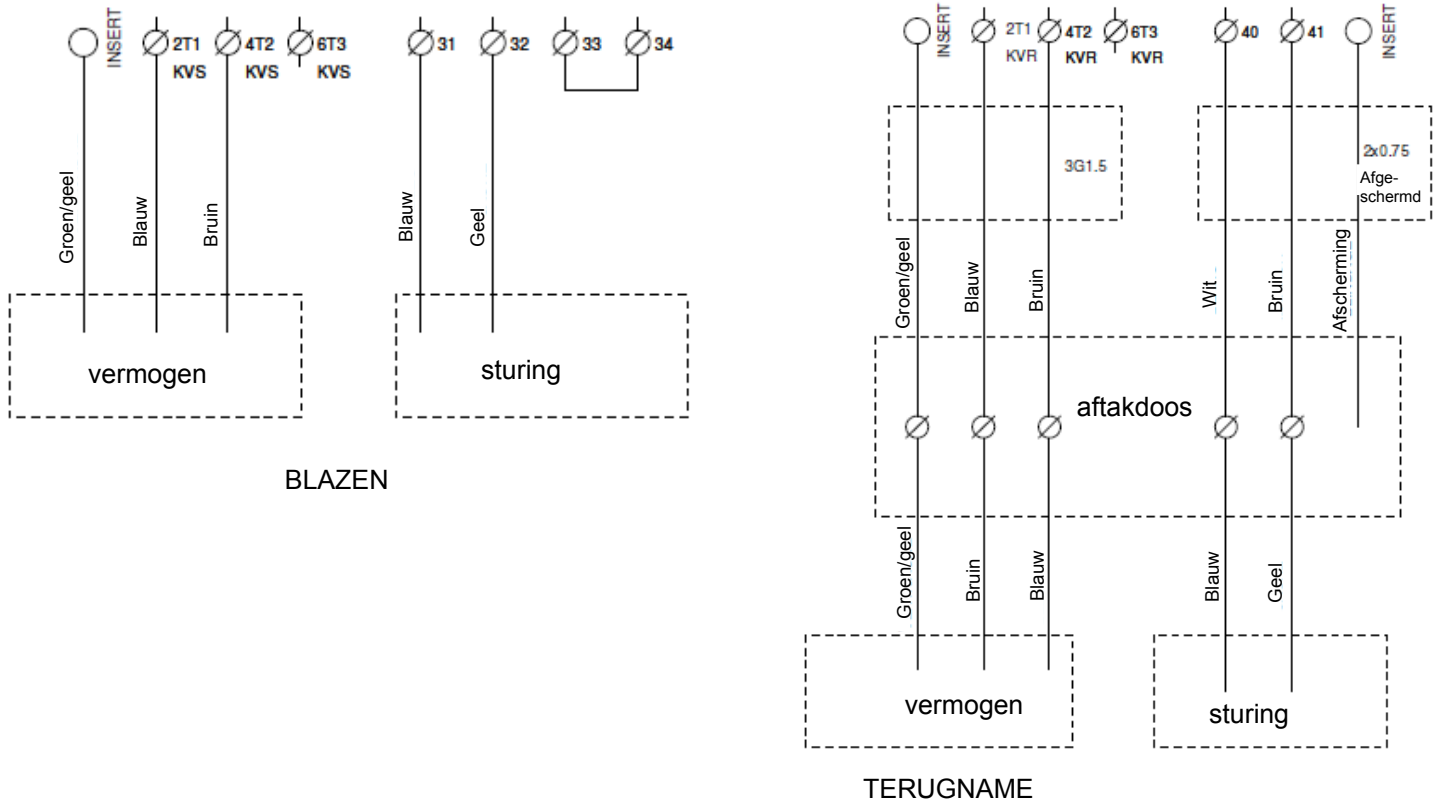 INSERT
2T1
KVS
4T2
KVS
6T3
KVS
31
32
33
34
Groen/geel
Blauw
Bruin
Blauw
Geel
vermogen
sturing
BLAZEN
INSERT
2T1
KVR
4T2
KVR
6T3
KVR
40
41
INSERT
3G1.5
2x0.75
Afge-
schermd
Groen/geel
Blauw
Bruin
Wit
Bruin
Afscherming
aftakdoos
Groen/geel
Bruin
Blauw
Blauw
Geel
vermogen
sturing
TERUGNAME